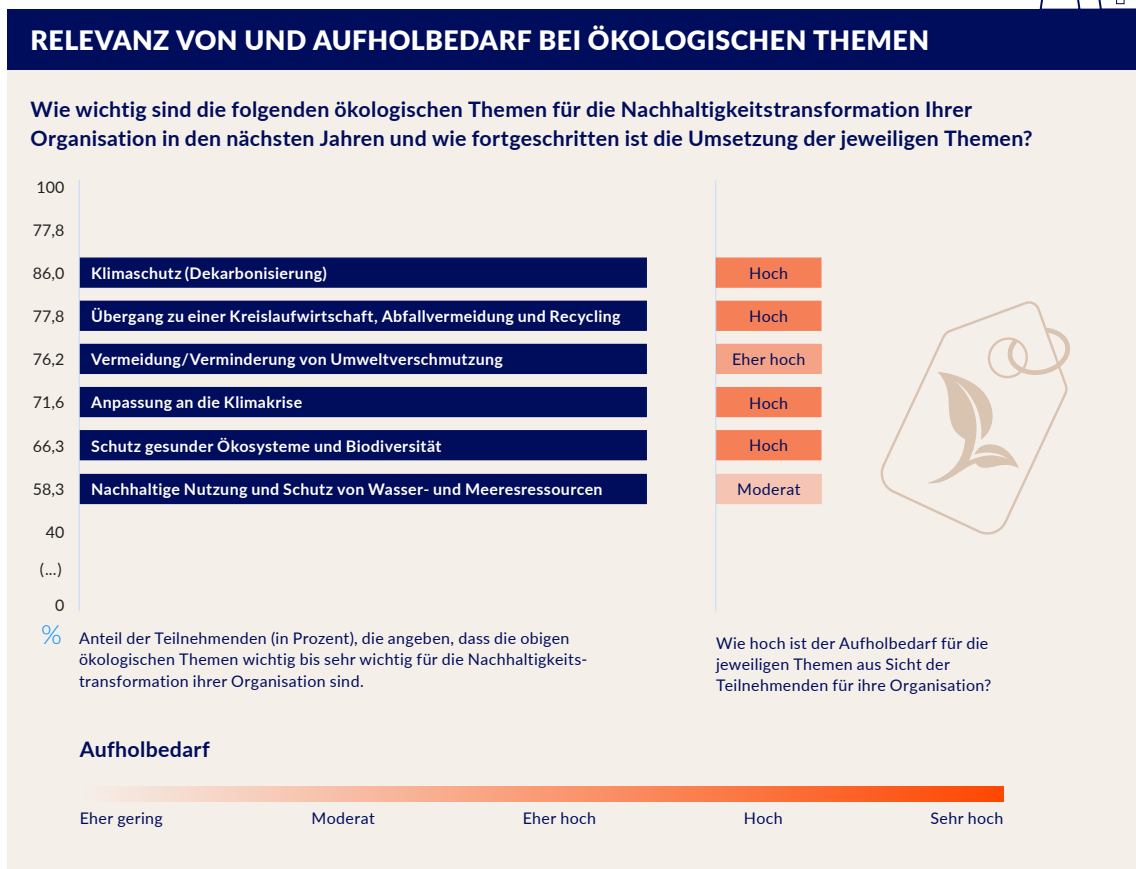 RELEVANZ VON UND AUFHOLBEDARF BEI ÖKOLOGISCHEN THEMEN
Wie wichtig sind die folgenden ökologischen Themen für die Nachhaltigkeitstransformation Ihrer
Organisation in den nächsten Jahren und wie fortgeschritten ist die Umsetzung der jeweiligen Themen?
100
77,8
86,0 Klimaschutz (Dekarbonisierung) Hoch
77,8 Übergang zu einer Kreislaufwirtschaft, Abfallvermeidung und Recycling Hoch
76,2 Vermeidung/Verminderung von Umweltverschmutzung Eher hoch
71,6 Anpassung an die Klimakrise Hoch
66,3 Schutz gesunder Ökosysteme und Biodiversität Hoch
58,3 Nachhaltige Nutzung und Schutz von Wasser- und Meeresressourcen Moderat
40
(...)
0
%
Anteil der Teilnehmenden (in Prozent), die angeben, dass die obigen
ökologischen Themen wichtig bis sehr wichtig für die Nachhaltigkeits-
transformation ihrer Organisation sind.
Wie hoch ist der Aufholbedarf für die
jeweiligen Themen aus Sicht der
Teilnehmenden für ihre Organisation?
Aufholbedarf
Eher gering Moderat Eher hoch Hoch Sehr hoch